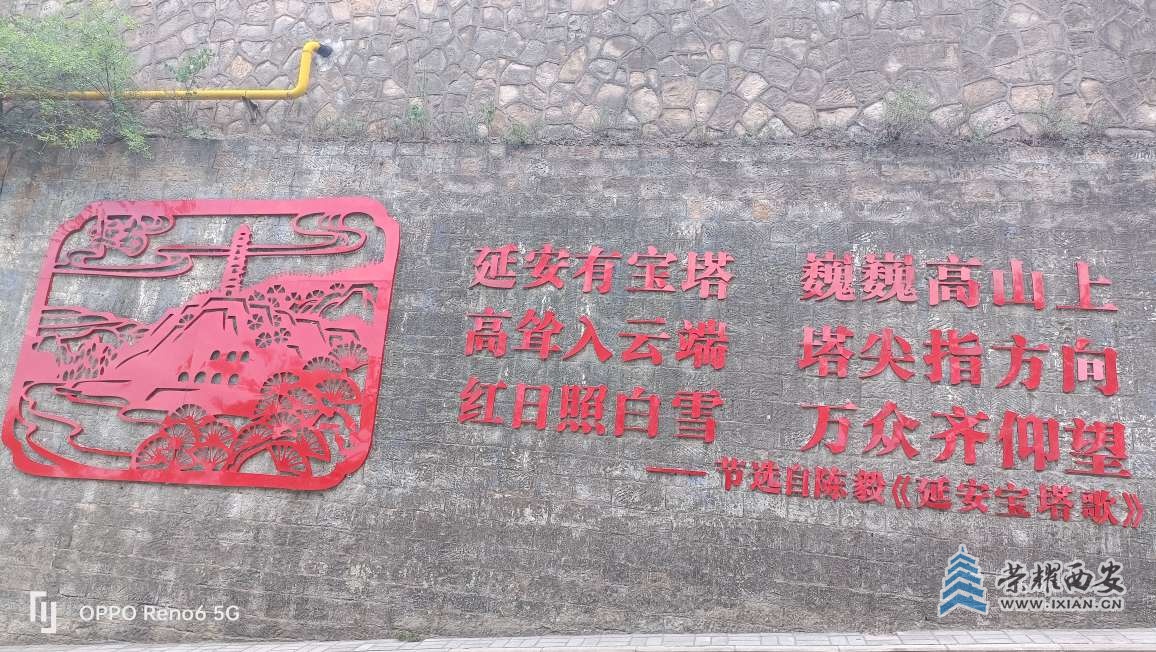 延安有宝塔 巍巍高山上
高耸入云端 塔尖指方向
红日照白雪 万众齐仰望
——节选自陈毅《延安宝塔歌》
OPPO Reno6 5G
荣耀西安
WWW.IXIAN.CN